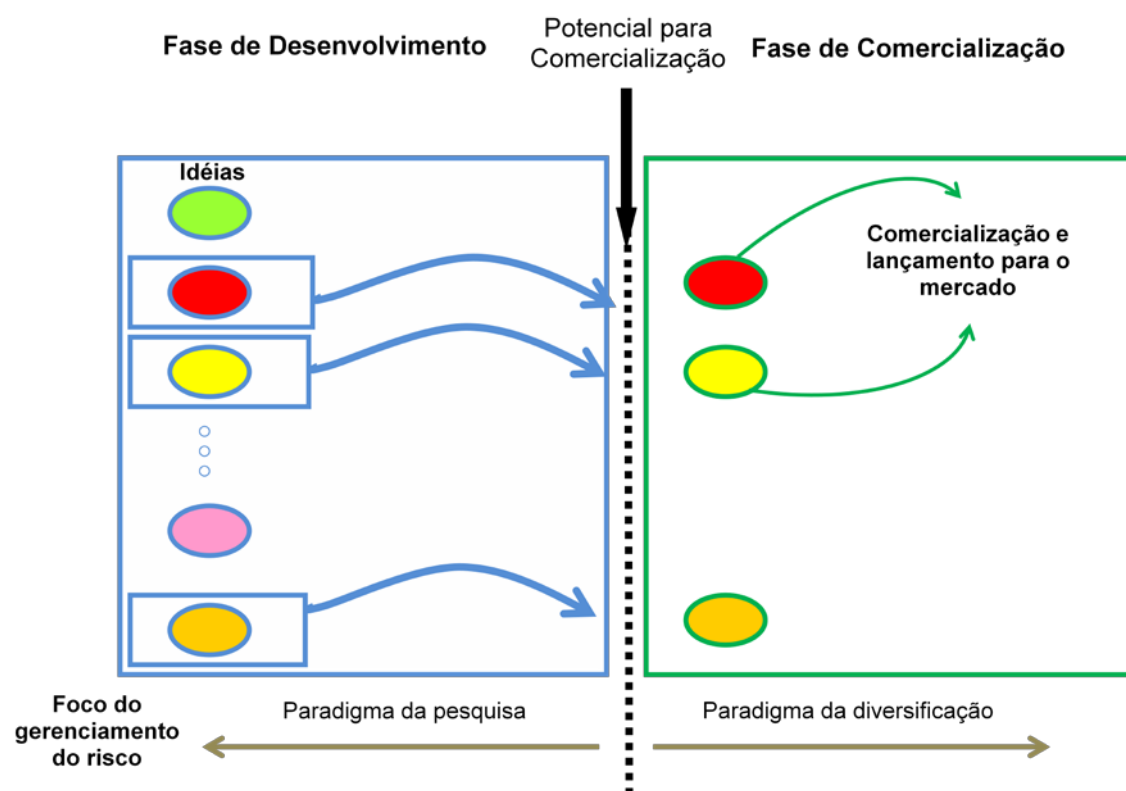 Fase de Desenvolvimento
Potencial para
Comercialização
Fase de Comercialização
Idéias
Comercialização e
lançamento para o
mercado
Foco do
gerenciamento
do risco
Paradigma da pesquisa
Paradigma da diversificação